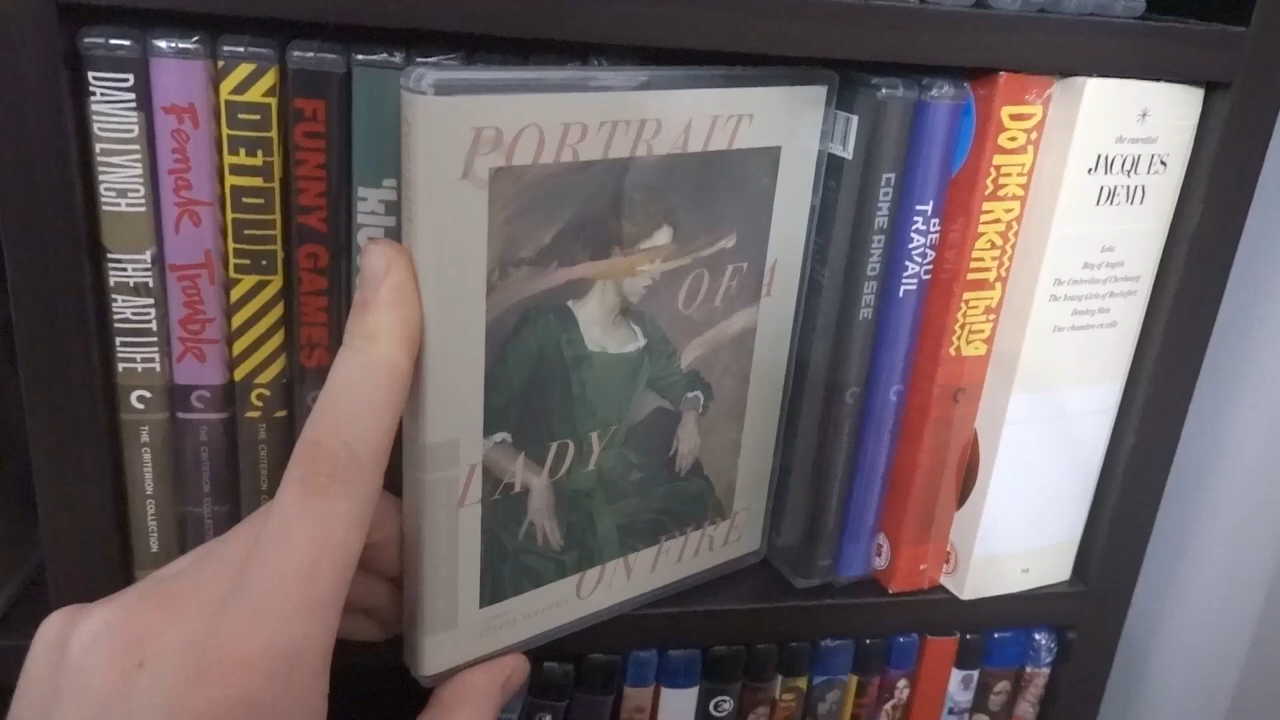 DAVID LYNCH THE ART LIFE
THE CRITERION COLLECTION
Female Trouble
THE CRITERION COLLECTION
DETOUR
THE CRITERION
FUNNY GAMES
PORTRAIT
OF A
LADY
ON FIRE
COME AND SEE
BEAU
TRAVAIL
DO THE RIGHT THING
the essential
JACQUES
DEMY
Lola
Bay of Angels
The Umbrellas of Cherbourg
The Young Girls of Rochefort
Donkey Skin
Une chambre en ville